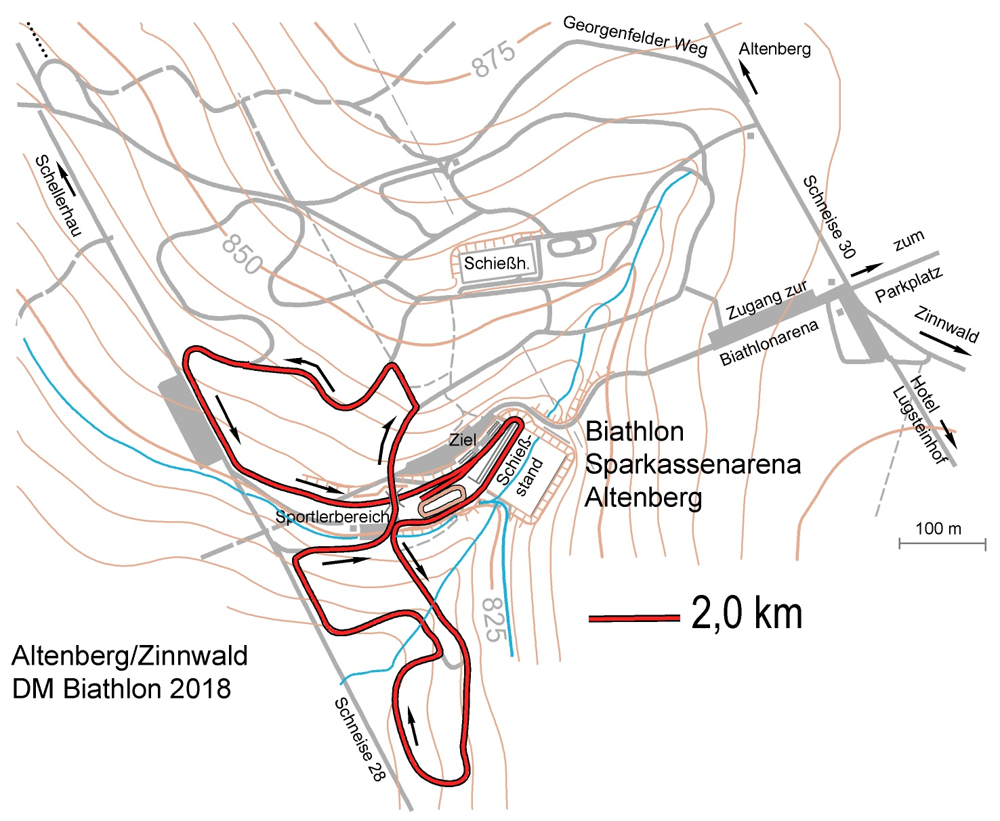 Georgenfelder Weg
Altenberg
875
Schellerhau
Schneise 30
zum
Parkplatz
850
Schießh.
Zugang zur
Biathlonarena
Zinnwald
Hotel
Lugsteinhof
Ziel
Schieß-
stand
Biathlon
Sparkassenarena
Altenberg
Sportlerbereich
100 m
825
2,0 km
Altenberg/Zinnwald
DM Biathlon 2018
Schneise 28